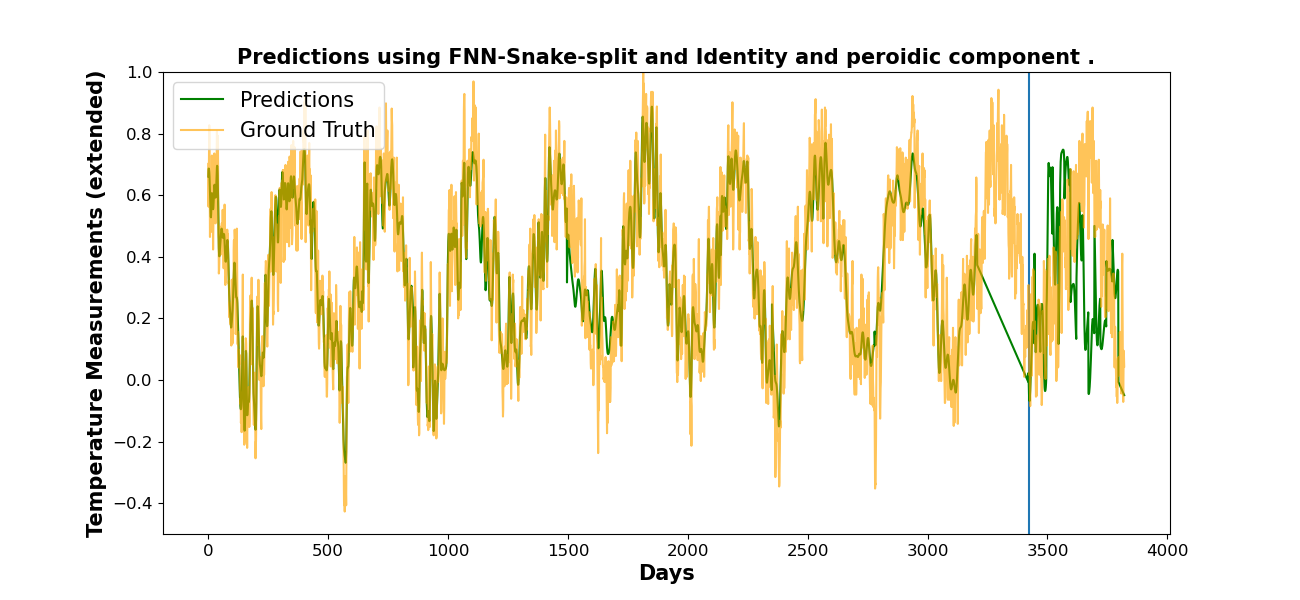 Predictions using FNN-Snake-split and Identity and peroidic component .
Temperature Measurements (extended)
1.0
0.8
0.6
0.4
0.2
0.0
−0.2
−0.4
Predictions
Ground Truth
0 500 1000 1500 2000 2500 3000 3500 4000
Days